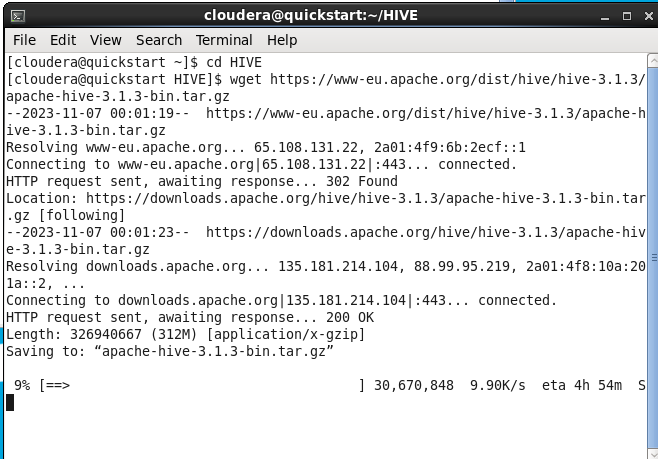 cloudera@quickstart:~/HIVE
File Edit View Search Terminal Help
[cloudera@quickstart ~]$ cd HIVE
[cloudera@quickstart HIVE]$ wget https://www-eu.apache.org/dist/hive/hive-3.1.3/
apache-hive-3.1.3-bin.tar.gz
--2023-11-07 00:01:19--  https://www-eu.apache.org/dist/hive/hive-3.1.3/apache-h
ive-3.1.3-bin.tar.gz
Resolving www-eu.apache.org... 65.108.131.22, 2a01:4f9:6b:2ecf::1
Connecting to www-eu.apache.org|65.108.131.22|:443... connected.
HTTP request sent, awaiting response... 302 Found
Location: https://downloads.apache.org/hive/hive-3.1.3/apache-hive-3.1.3-bin.tar
.gz [following]
--2023-11-07 00:01:23--  https://downloads.apache.org/hive/hive-3.1.3/apache-hiv
e-3.1.3-bin.tar.gz
Resolving downloads.apache.org... 135.181.214.104, 88.99.95.219, 2a01:4f8:10a:20
1a::2, ...
Connecting to downloads.apache.org|135.181.214.104|:443... connected.
HTTP request sent, awaiting response... 200 OK
Length: 326940667 (312M) [application/x-gzip]
Saving to: “apache-hive-3.1.3-bin.tar.gz”
 9% [==>                                    ] 30,670,848  9.90K/s  eta 4h 54m  S